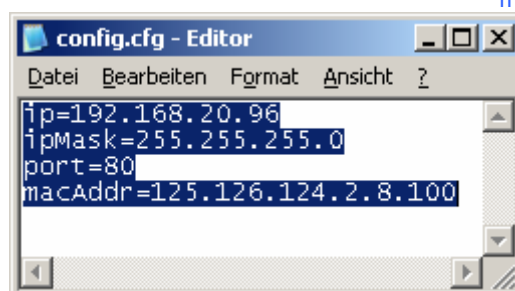 config.cfg - Editor
Datei Bearbeiten Format Ansicht ?
ip=192.168.20.96
ipMask=255.255.255.0
port=80
macAddr=125.126.124.2.8.100